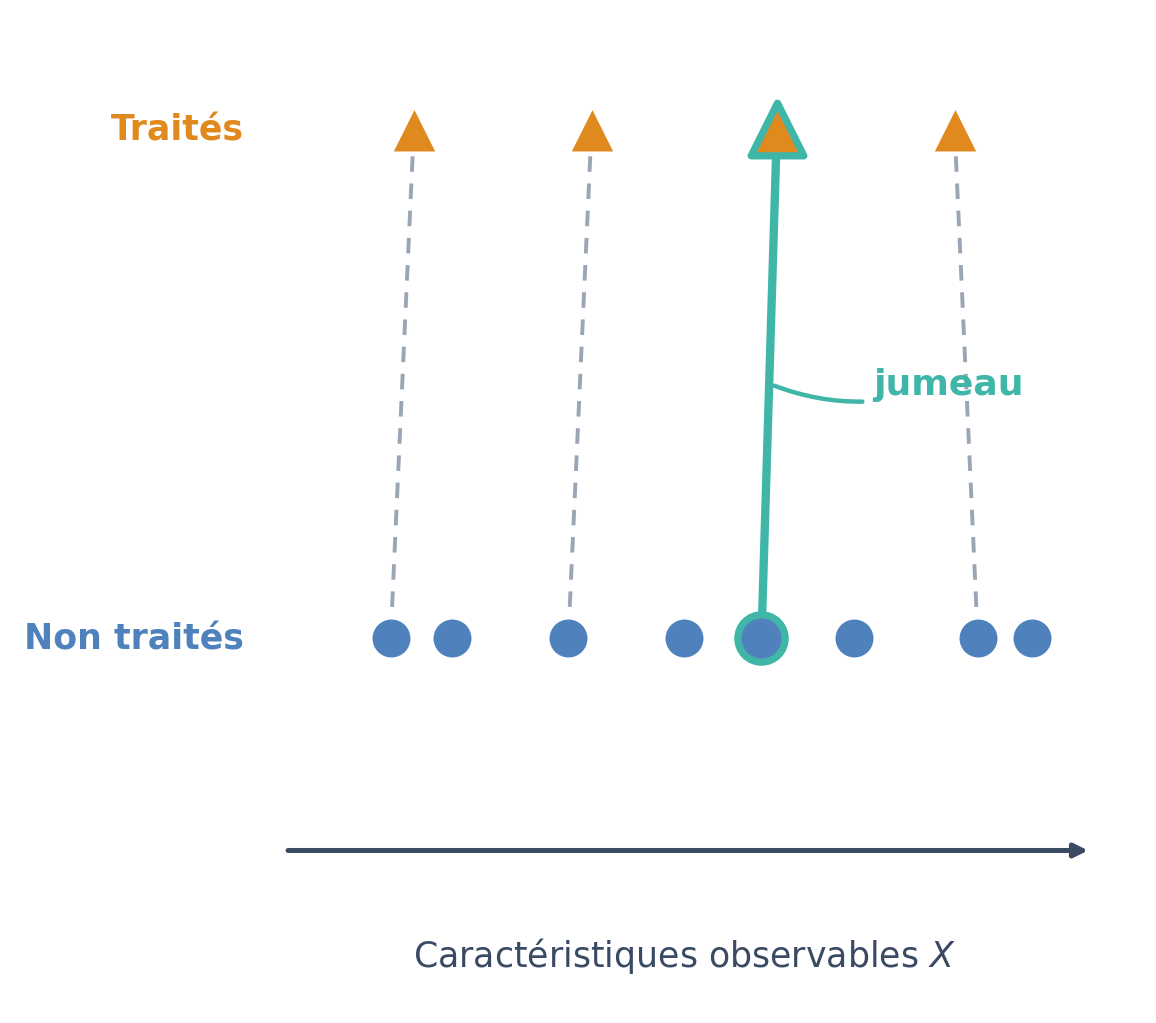 Traités
jumeau
Non traités
Caractéristiques observables X